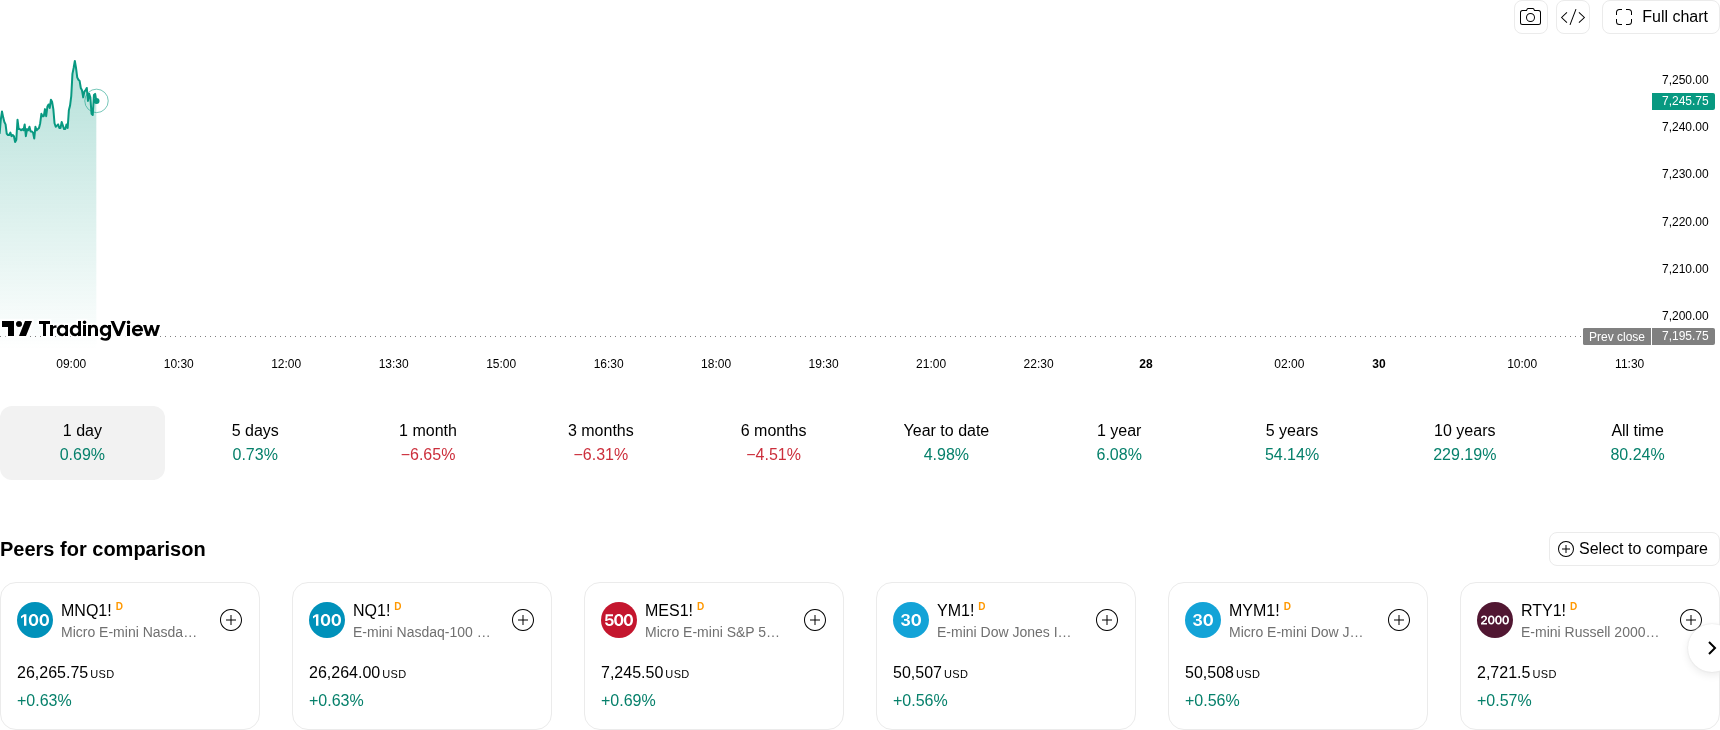 Full chart
7,250.00
7,245.75
7,240.00
7,230.00
7,220.00
7,210.00
7,200.00
TradingView
Prev close 7,195.75
09:00 10:30 12:00 13:30 15:00 16:30 18:00 19:30 21:00 22:30 28 02:00 30 10:00 11:30
1 day 5 days 1 month 3 months 6 months Year to date 1 year 5 years 10 years All time
0.69% 0.73% −6.65% −6.31% −4.51% 4.98% 6.08% 54.14% 229.19% 80.24%
Peers for comparison
Select to compare
100 MNQ1! D
Micro E-mini Nasda…
26,265.75 USD
+0.63%
100 NQ1! D
E-mini Nasdaq-100 …
26,264.00 USD
+0.63%
500 MES1! D
Micro E-mini S&P 5…
7,245.50 USD
+0.69%
30 YM1! D
E-mini Dow Jones I…
50,507 USD
+0.56%
30 MYM1! D
Micro E-mini Dow J…
50,508 USD
+0.56%
2000 RTY1! D
E-mini Russell 2000…
2,721.5 USD
+0.57%